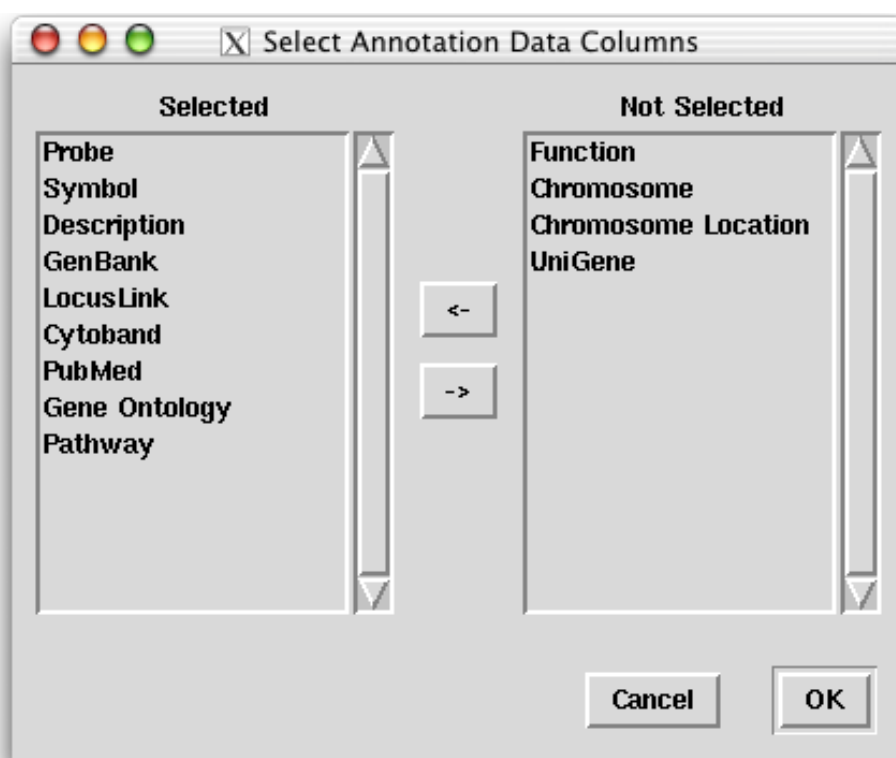 Select Annotation Data Columns
Selected
Probe
Symbol
Description
GenBank
LocusLink
Cytoband
PubMed
Gene Ontology
Pathway
<-
->
Not Selected
Function
Chromosome
Chromosome Location
UniGene
Cancel
OK